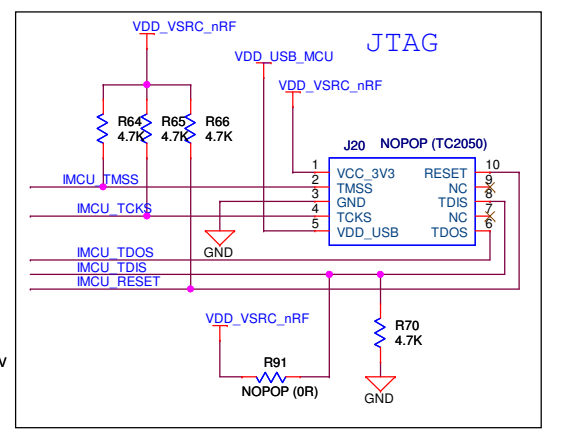 VDD_VSRC_nRF
JTAG
VDD_USB_MCU
VDD_VSRC_nRF
R64
4.7K
R65
4.7K
R66
4.7K
J20
NOPOP (TC2050)
1
VCC_3V3
RESET
10
IMCU_TMSS
2
TMSS
NC
9
3
GND
TDIS
8
IMCU_TCKS
4
TCKS
NC
7
5
VDD_USB
TDOS
6
GND
IMCU_TDOS
IMCU_TDIS
IMCU_RESET
VDD_VSRC_nRF
R70
4.7K
V
R91
NOPOP (0R)
GND